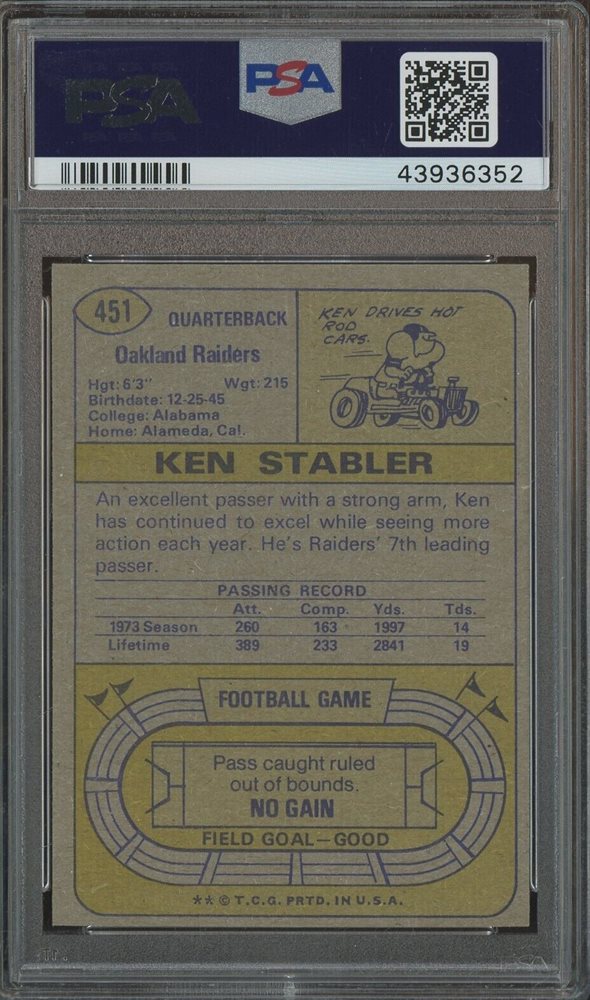 PSA
PSA
43936352
451
QUARTERBACK
Oakland Raiders
Hgt: 6'3" Wgt: 215
Birthdate: 12-25-45
College: Alabama
Home: Alameda, Cal.
KEN DRIVES HOT
ROD
CARS.
KEN STABLER
An excellent passer with a strong arm, Ken
has continued to excel while seeing more
action each year. He's Raiders' 7th leading
passer.
PASSING RECORD
Att. Comp. Yds. Tds.
1973 Season 260 163 1997 14
Lifetime 389 233 2841 19
FOOTBALL GAME
Pass caught ruled
out of bounds.
NO GAIN
FIELD GOAL—GOOD
** © T.C.G. PRTD. IN U.S.A.
PSA